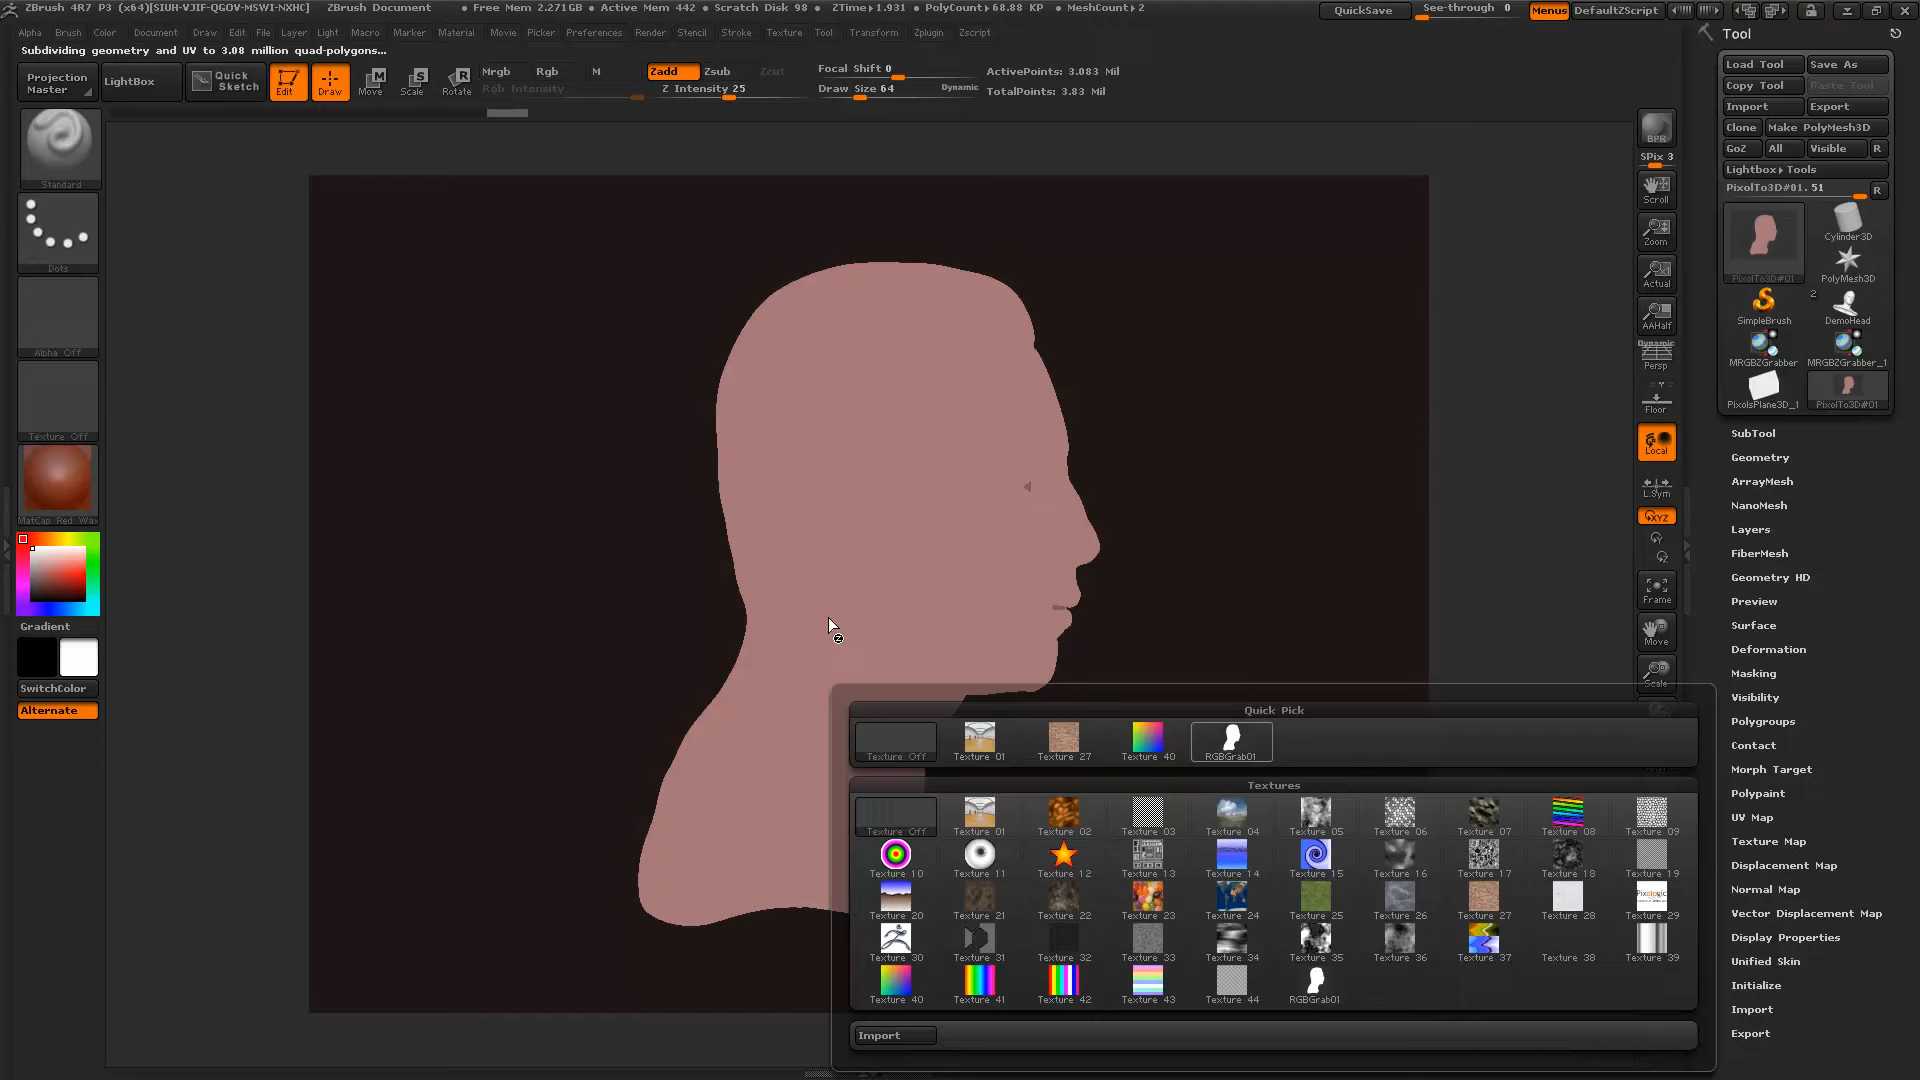 ZBrush 4R7 P3 (x64)[SIUH-VJIF-QGOV-MSWI-NXHC] ZBrush Document • Free Mem 2.271GB • Active Mem 442 • Scratch Disk 98 • ZTime▸1.931 • PolyCount▸68.88 KP • MeshCount▸2 QuickSave See-through 0 Menus DefaultZScript
Alpha Brush Color Document Draw Edit File Layer Light Macro Marker Material Movie Picker Preferences Render Stencil Stroke Texture Tool Transform Zplugin Zscript
Subdividing geometry and UV to 3.08 million quad-polygons...
Projection Master
LightBox
Quick Sketch
Edit
Draw
Move
Scale
Rotate
Mrgb Rgb M
Rgb Intensity
Zadd Zsub Zcut
Z Intensity 25
Focal Shift 0
Draw Size 64 Dynamic
ActivePoints: 3.083 Mil
TotalPoints: 3.83 Mil
Standard
Dots
Alpha Off
Texture Off
MatCap Red Wax
Gradient
SwitchColor
Alternate
BPR
SPix 3
Scroll
Zoom
Actual
AAHalf
Dynamic
Persp
Floor
Local
L.Sym
XYZ
Frame
Move
Scale
Tool
Load Tool Save As
Copy Tool Paste Tool
Import Export
Clone Make PolyMesh3D
GoZ All Visible R
Lightbox▸Tools
PixolTo3D#01. 51 R
PixolTo3D#01
Cylinder3D
PolyMesh3D
SimpleBrush
2
DemoHead
MRGBZGrabber MRGBZGrabber_1
PixolsPlane3D_1 PixolTo3D#01
SubTool
Geometry
ArrayMesh
NanoMesh
Layers
FiberMesh
Geometry HD
Preview
Surface
Deformation
Masking
Visibility
Polygroups
Contact
Morph Target
Polypaint
UV Map
Texture Map
Displacement Map
Normal Map
Vector Displacement Map
Display Properties
Unified Skin
Initialize
Import
Export
Quick Pick
Texture Off Texture 01 Texture 27 Texture 40 RGBGrab01
Textures
Texture Off Texture 01 Texture 02 Texture 03 Texture 04 Texture 05 Texture 06 Texture 07 Texture 08 Texture 09
Texture 10 Texture 11 Texture 12 Texture 13 Texture 14 Texture 15 Texture 16 Texture 17 Texture 18 Texture 19
Pixologic
Texture 20 Texture 21 Texture 22 Texture 23 Texture 24 Texture 25 Texture 26 Texture 27 Texture 28 Texture 29
Texture 30 Texture 31 Texture 32 Texture 33 Texture 34 Texture 35 Texture 36 Texture 37 Texture 38 Texture 39
Texture 40 Texture 41 Texture 42 Texture 43 Texture 44 RGBGrab01
Import